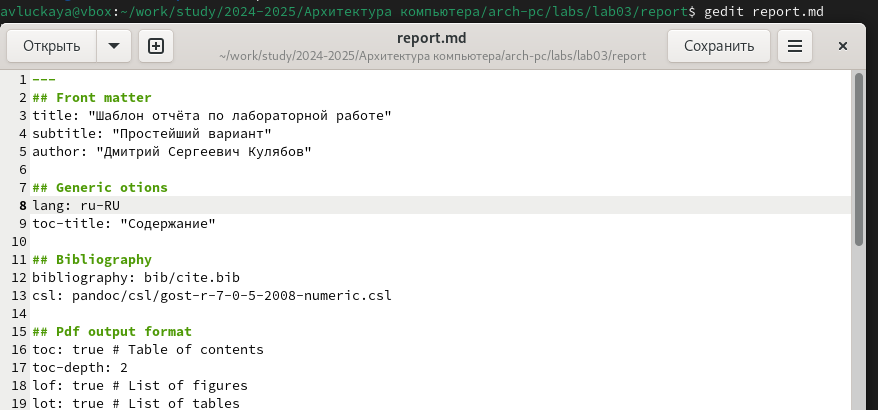 avluckaya@vbox:~/work/study/2024-2025/Архитектура компьютера/arch-pc/labs/lab03/report$ gedit report.md
Открыть
report.md
~/work/study/2024-2025/Архитектура компьютера/arch-pc/labs/lab03/report
Сохранить
1 ---
2 ## Front matter
3 title: "Шаблон отчёта по лабораторной работе"
4 subtitle: "Простейший вариант"
5 author: "Дмитрий Сергеевич Кулябов"
6
7 ## Generic otions
8 lang: ru-RU
9 toc-title: "Содержание"
10
11 ## Bibliography
12 bibliography: bib/cite.bib
13 csl: pandoc/csl/gost-r-7-0-5-2008-numeric.csl
14
15 ## Pdf output format
16 toc: true # Table of contents
17 toc-depth: 2
18 lof: true # List of figures
19 lot: true # List of tables